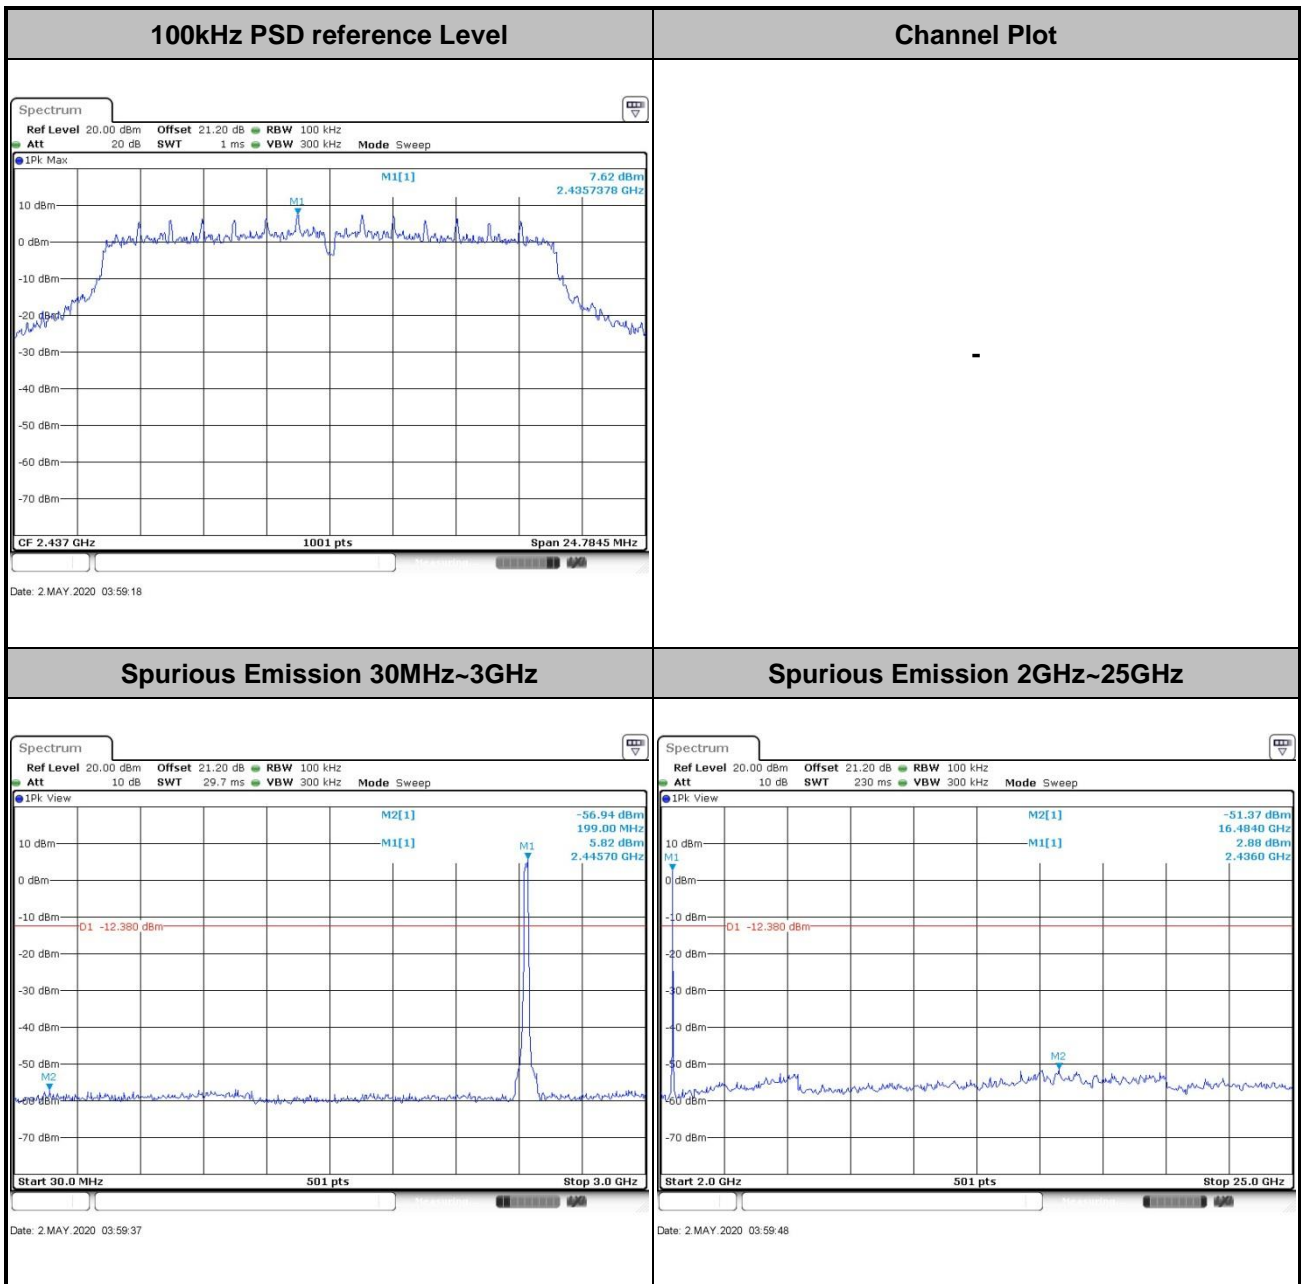 100kHz PSD reference Level
Channel Plot
Spectrum
Ref Level 20.00 dBm Offset 21.20 dB RBW 100 kHz
Att 20 dB SWT 1 ms VBW 300 kHz Mode Sweep
1Pk Max
M1[1] 7.62 dBm
2.4357378 GHz
M1
10 dBm
0 dBm
-10 dBm
-20 dBm
-30 dBm
-40 dBm
-50 dBm
-60 dBm
-70 dBm
CF 2.437 GHz 1001 pts Span 24.7845 MHz
Date: 2.MAY.2020 03:59:18
-
Spurious Emission 30MHz~3GHz
Spurious Emission 2GHz~25GHz
Spectrum
Ref Level 20.00 dBm Offset 21.20 dB RBW 100 kHz
Att 10 dB SWT 29.7 ms VBW 300 kHz Mode Sweep
1Pk View
M2[1] -56.94 dBm
199.00 MHz
M1[1] 5.82 dBm
2.44570 GHz
M1
10 dBm
0 dBm
-10 dBm
D1 -12.380 dBm
-20 dBm
-30 dBm
-40 dBm
-50 dBm
M2
-60 dBm
-70 dBm
Start 30.0 MHz 501 pts Stop 3.0 GHz
Date: 2.MAY.2020 03:59:37
Spectrum
Ref Level 20.00 dBm Offset 21.20 dB RBW 100 kHz
Att 10 dB SWT 230 ms VBW 300 kHz Mode Sweep
1Pk View
M2[1] -51.37 dBm
16.4840 GHz
10 dBm
M1[1] 2.88 dBm
2.4360 GHz
M1
0 dBm
-10 dBm
D1 -12.380 dBm
-20 dBm
-30 dBm
-40 dBm
-50 dBm
M2
-60 dBm
-70 dBm
Start 2.0 GHz 501 pts Stop 25.0 GHz
Date: 2.MAY.2020 03:59:48